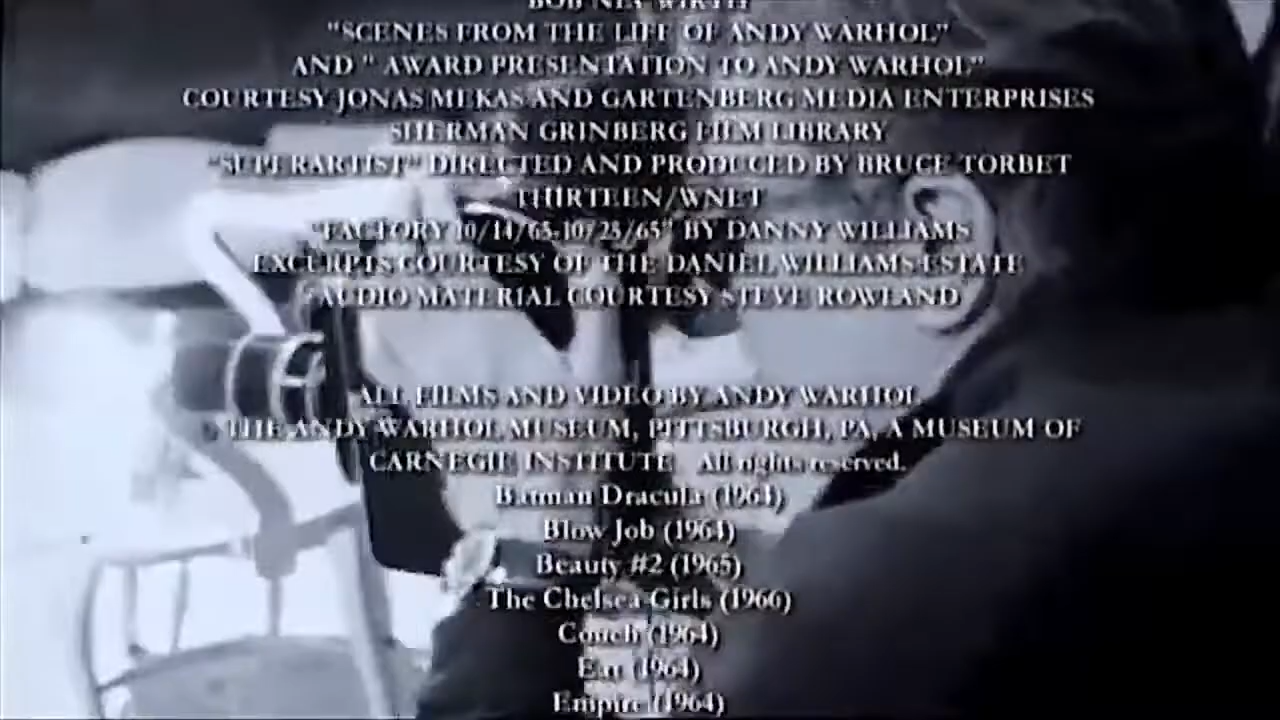 BOB NEUWIRTH
"SCENES FROM THE LIFE OF ANDY WARHOL"
AND " AWARD PRESENTATION TO ANDY WARHOL"
COURTESY JONAS MEKAS AND GARTENBERG MEDIA ENTERPRISES
SHERMAN GRINBERG FILM LIBRARY
"SUPERARTIST" DIRECTED AND PRODUCED BY BRUCE TORBET
THIRTEEN/WNET
"FACTORY 10/14/65-10/25/65" BY DANNY WILLIAMS
EXCURPTS COURTESY OF THE DANIEL WILLIAMS ESTATE
AUDIO MATERIAL COURTESY STEVE ROWLAND
ALL FILMS AND VIDEO BY ANDY WARHOL
THE ANDY WARHOL MUSEUM, PITTSBURGH, PA, A MUSEUM OF
CARNEGIE INSTITUTE All rights reserved.
Batman Dracula (1964)
Blow Job (1964)
Beauty #2 (1965)
The Chelsea Girls (1966)
Couch (1964)
Eat (1964)
Empire (1964)